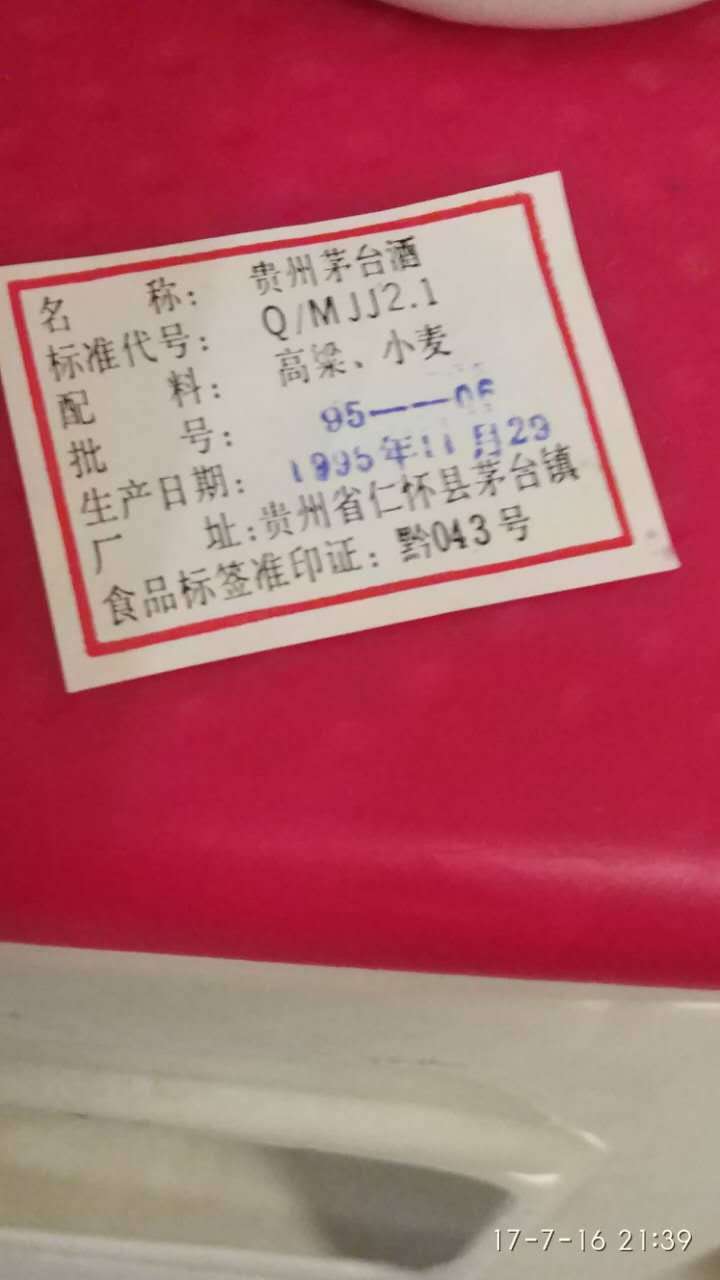 名 称: 贵州茅台酒
标准代号: Q/MJJ2.1
配 料: 高粱、小麦
批 号: 95——06
生产日期: 1995年11月29
厂 址:贵州省仁怀县茅台镇
食品标签准印证: 黔043号
17-7-16 21:39